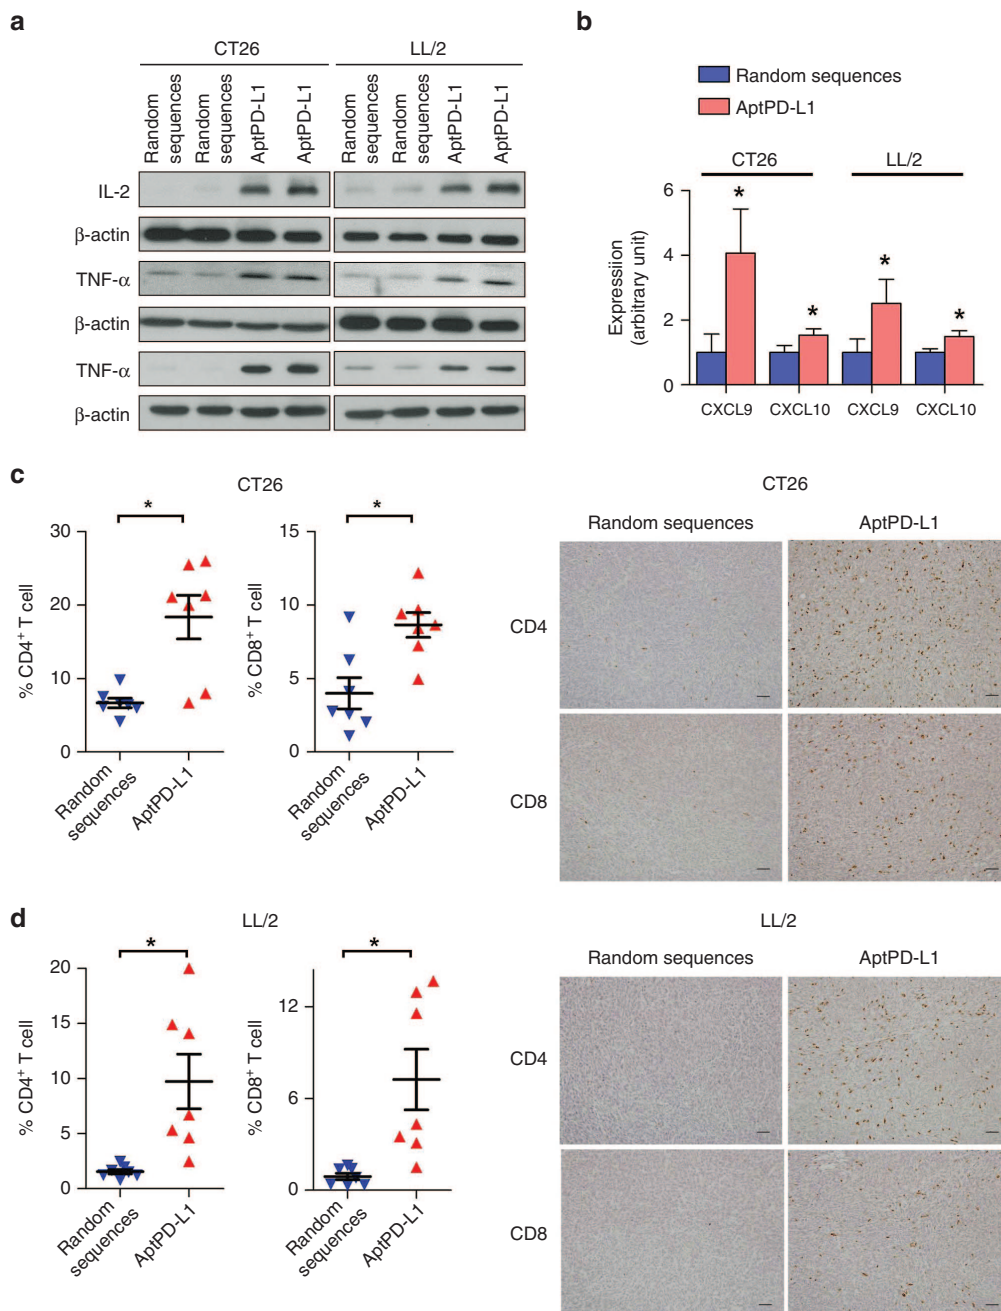 a
CT26
LL/2
Random
sequences
Random
sequences
AptPD-L1
AptPD-L1
Random
sequences
Random
sequences
AptPD-L1
AptPD-L1
IL-2
β-actin
TNF-α
β-actin
TNF-α
β-actin
b
Random sequences
AptPD-L1
CT26
LL/2
Expressiion
(arbitrary unit)
6
4
2
0
*
*
*
*
CXCL9
CXCL10
CXCL9
CXCL10
c
CT26
% CD4+ T cell
30
20
10
0
*
Random
sequences
AptPD-L1
% CD8+ T cell
15
10
5
0
*
Random
sequences
AptPD-L1
CT26
Random sequences
AptPD-L1
CD4
CD8
d
LL/2
% CD4+ T cell
20
15
10
5
0
*
Random
sequences
AptPD-L1
% CD8+ T cell
12
6
0
*
Random
sequences
AptPD-L1
LL/2
Random sequences
AptPD-L1
CD4
CD8